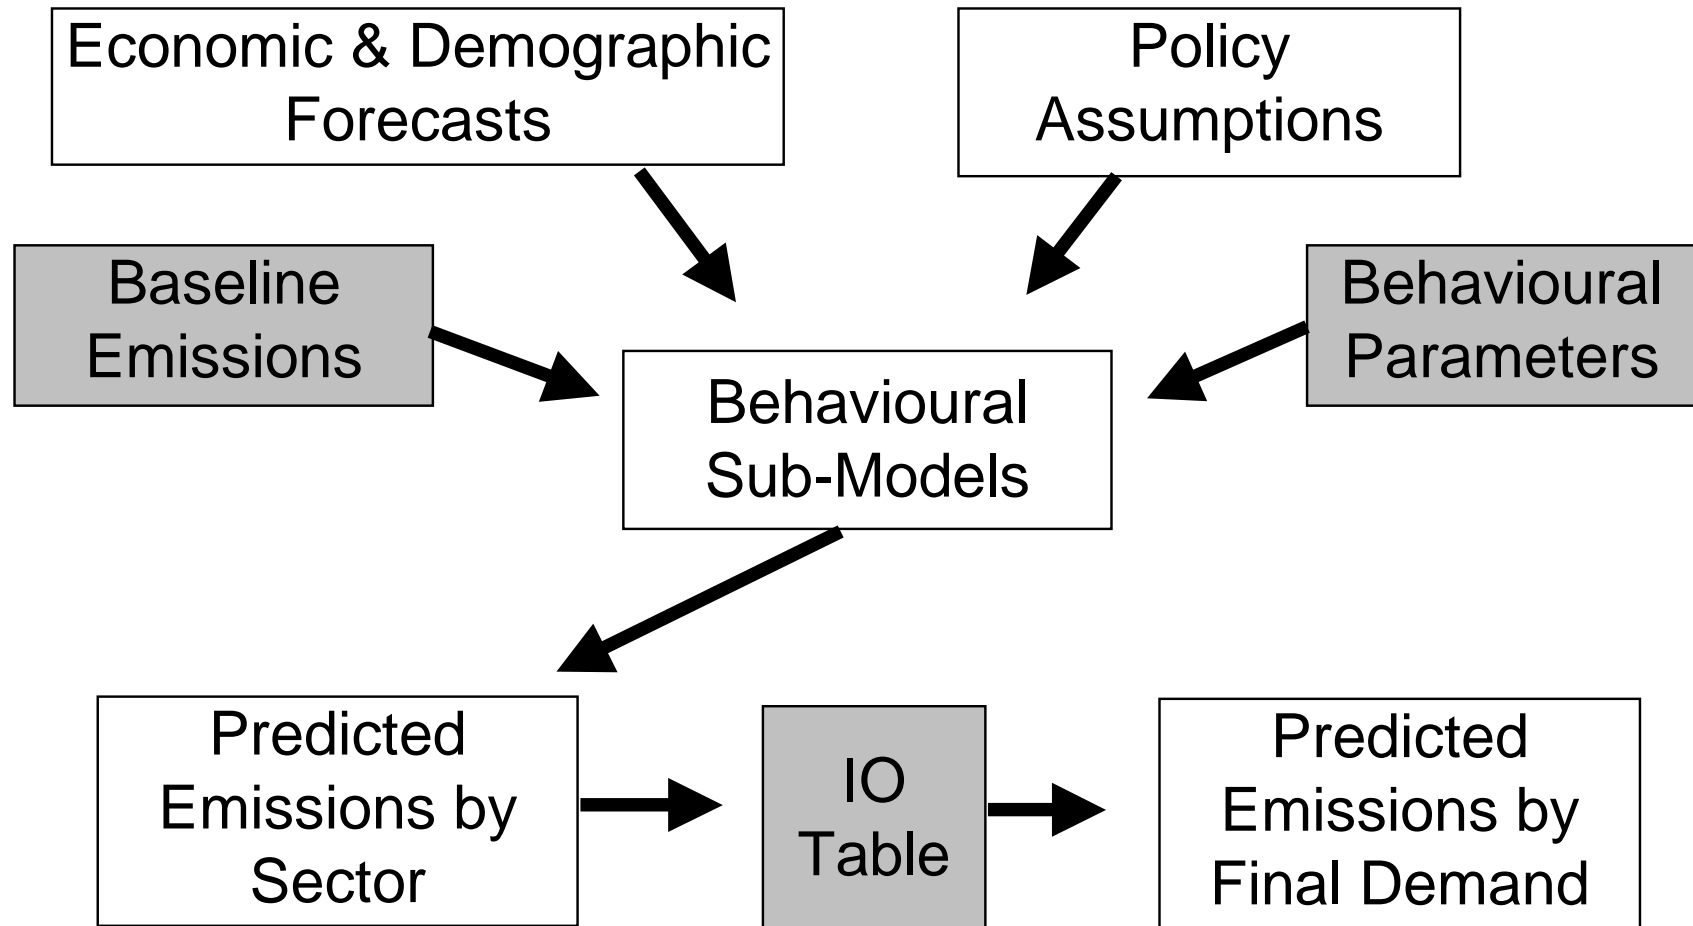 Economic & Demographic
Forecasts
Policy
Assumptions
Baseline
Emissions
Behavioural
Parameters
Behavioural
Sub-Models
Predicted
Emissions by
Sector
IO
Table
Predicted
Emissions by
Final Demand